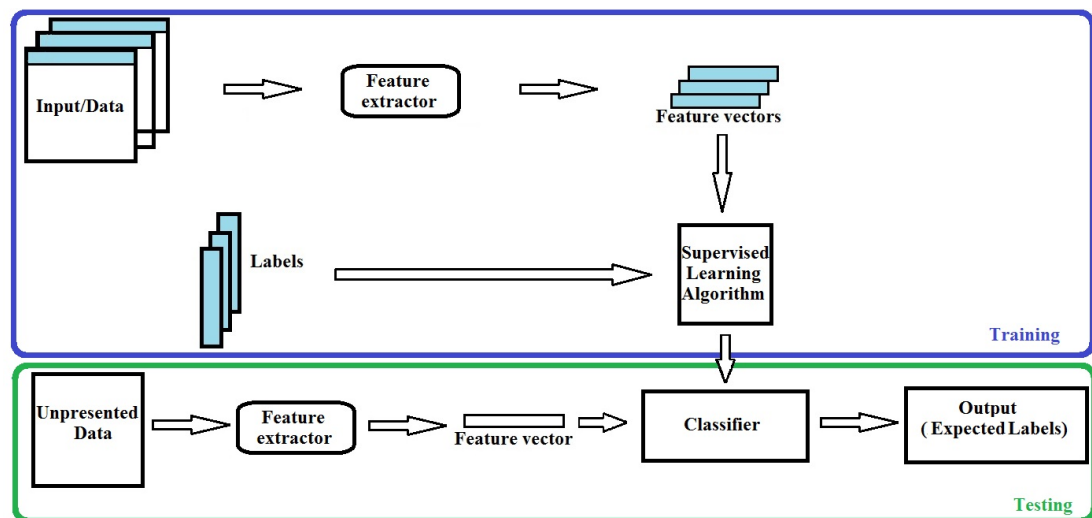 Input/Data
Feature
extractor
Feature vectors
Labels
Supervised
Learning
Algorithm
Training
Unpresented
Data
Feature
extractor
Feature vector
Classifier
Output
( Expected Labels)
Testing